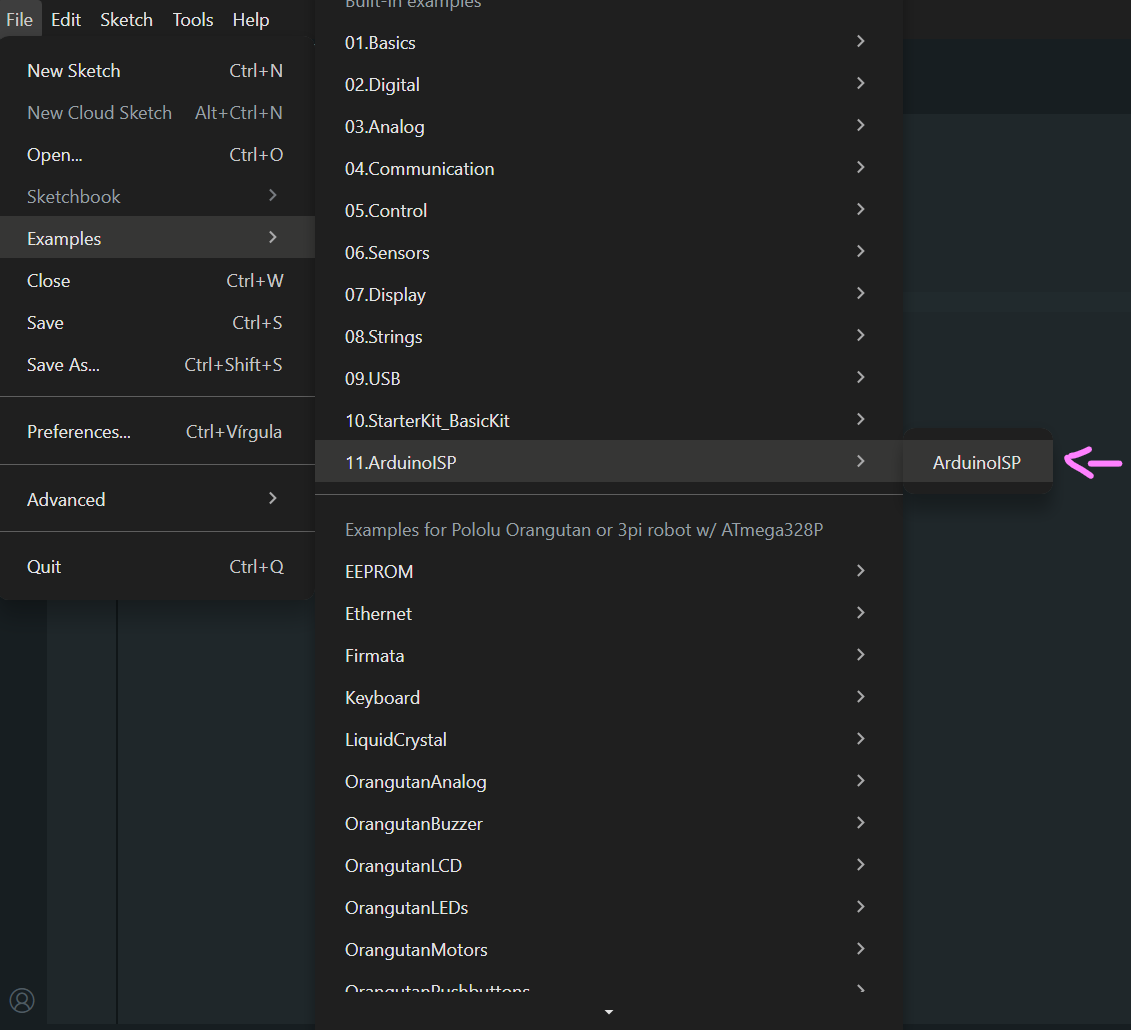 File Edit Sketch Tools Help
New Sketch Ctrl+N
New Cloud Sketch Alt+Ctrl+N
Open... Ctrl+O
Sketchbook
Examples
Close Ctrl+W
Save Ctrl+S
Save As... Ctrl+Shift+S
Preferences... Ctrl+Vírgula
Advanced
Quit Ctrl+Q
Built-in examples
01.Basics
02.Digital
03.Analog
04.Communication
05.Control
06.Sensors
07.Display
08.Strings
09.USB
10.StarterKit_BasicKit
11.ArduinoISP
ArduinoISP
Examples for Pololu Orangutan or 3pi robot w/ ATmega328P
EEPROM
Ethernet
Firmata
Keyboard
LiquidCrystal
OrangutanAnalog
OrangutanBuzzer
OrangutanLCD
OrangutanLEDs
OrangutanMotors
OrangutanPushbuttons